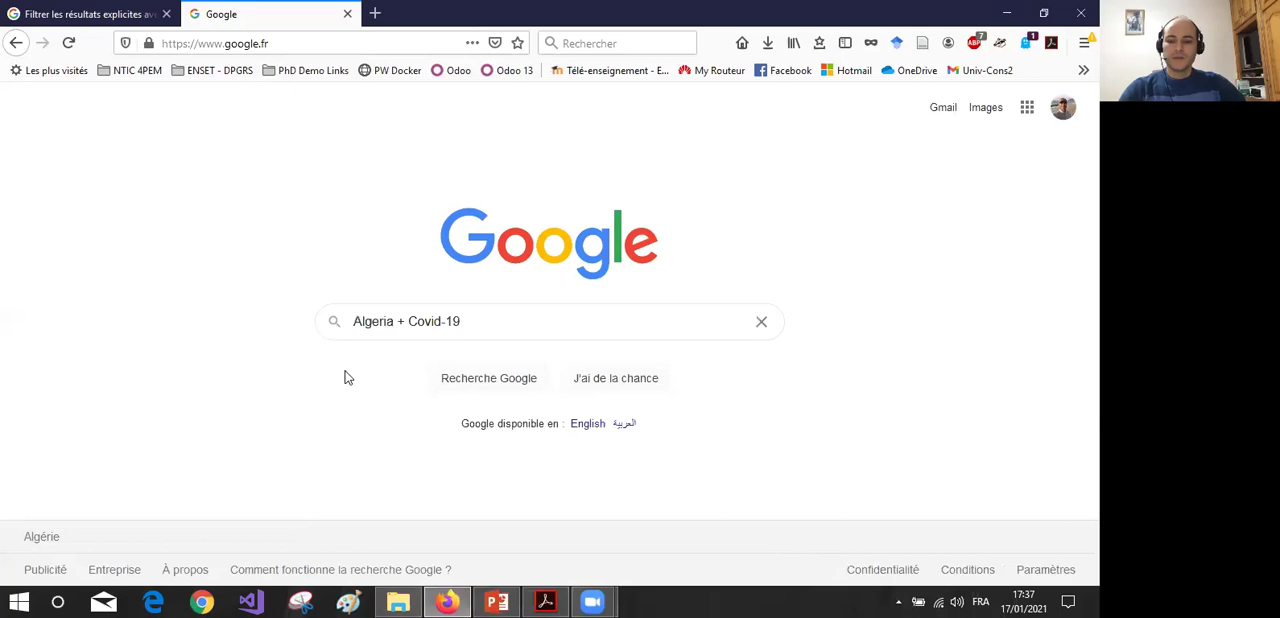 Filtrer les résultats explicites ave
Google
https://www.google.fr
Rechercher
7
1
Les plus visités
NTIC 4PEM
ENSET - DPGRS
PhD Demo Links
PW Docker
Odoo
Odoo 13
Télé-enseignement - E...
My Routeur
Facebook
Hotmail
OneDrive
Univ-Cons2
Gmail
Images
Google
Algeria + Covid-19
Recherche Google
J'ai de la chance
Google disponible en : English العربية
Algérie
Publicité
Entreprise
À propos
Comment fonctionne la recherche Google ?
Confidentialité
Conditions
Paramètres
FRA
17:37
17/01/2021